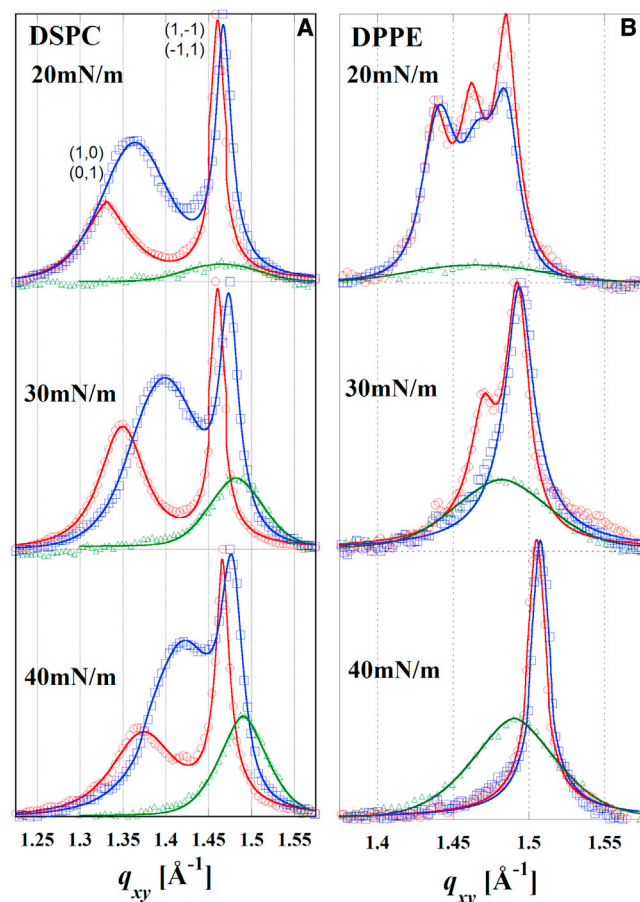 DSPC
A
20mN/m
(1,-1)
(-1,1)
(1,0)
(0,1)
30mN/m
40mN/m
1.25 1.35 1.4 1.45 1.5 1.55
1.3
q_xy [Å⁻¹]
DPPE
B
20mN/m
30mN/m
40mN/m
1.4 1.45 1.5 1.55
q_xy [Å⁻¹]